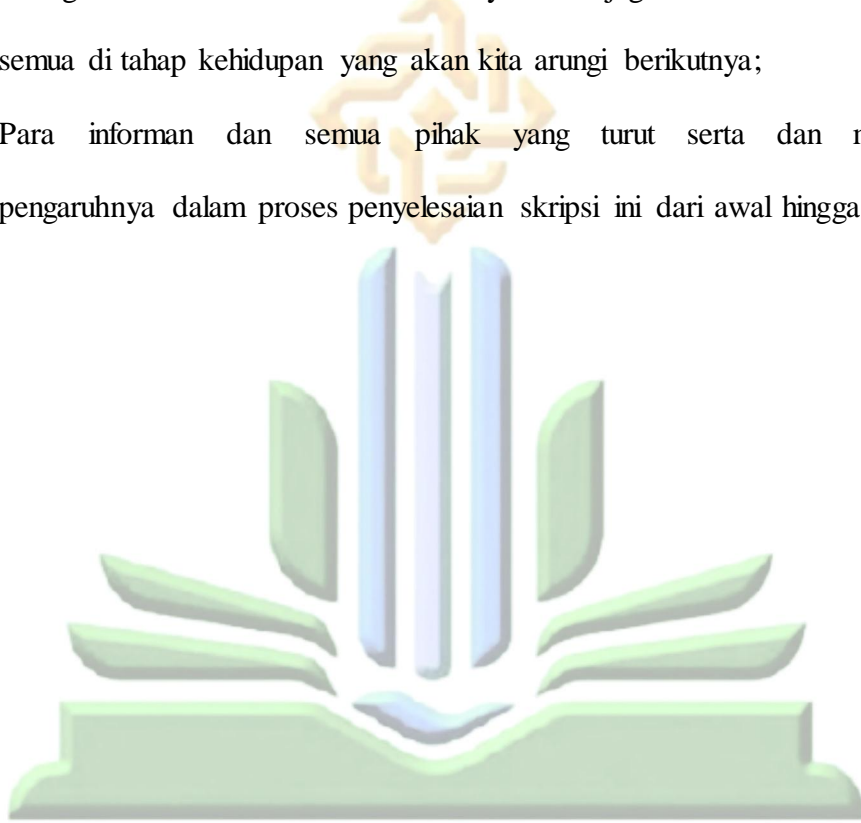 semua di tahap kehidupan yang akan kita arungi berikutnya;
Para informan dan semua pihak yang turut serta dan
pengaruhnya dalam proses penyelesaian skripsi ini dari awal hingga